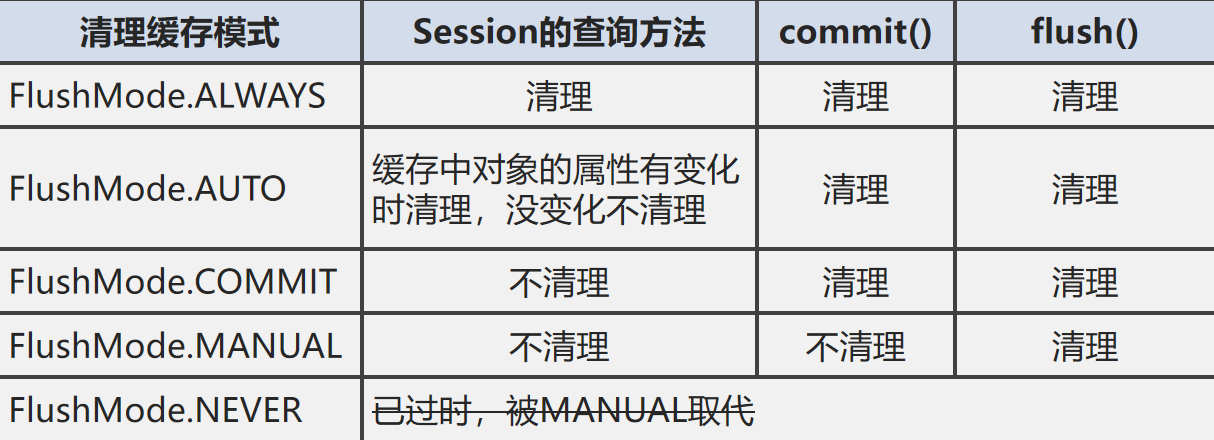 清理缓存模式 Session的查询方法 commit() flush()
FlushMode.ALWAYS 清理 清理 清理
FlushMode.AUTO 缓存中对象的属性有变化 清理 清理
时清理，没变化不清理
FlushMode.COMMIT 不清理 清理 清理
FlushMode.MANUAL 不清理 不清理 清理
FlushMode.NEVER 已过时，被MANUAL取代